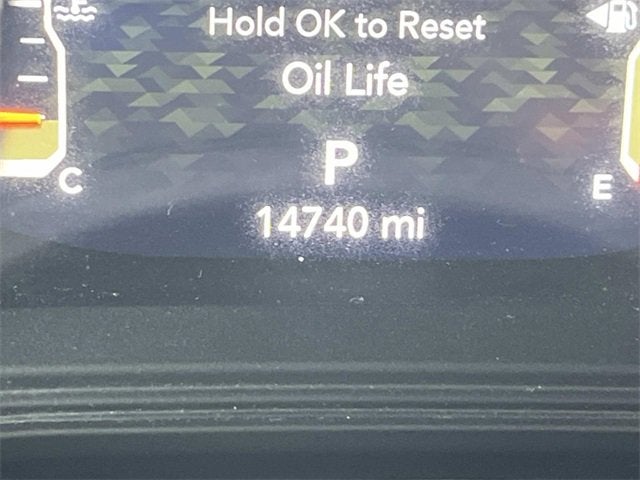 Hold OK to Reset
Oil Life
P
C
E
14740 mi